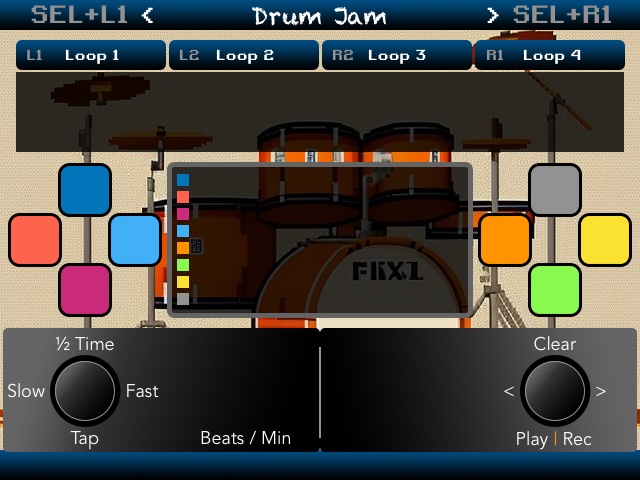 SEL+L1 < Drum Jam > SEL+R1
L1 Loop 1 L2 Loop 2 R2 Loop 3 R1 Loop 4
½ Time
Slow Fast
Tap
Beats / Min
Clear
< >
Play | Rec